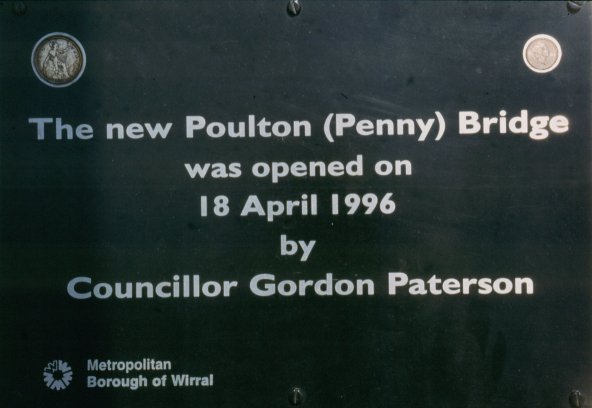 The new Poulton (Penny) Bridge
was opened on
18 April 1996
by
Councillor Gordon Paterson
Metropolitan
Borough of Wirral